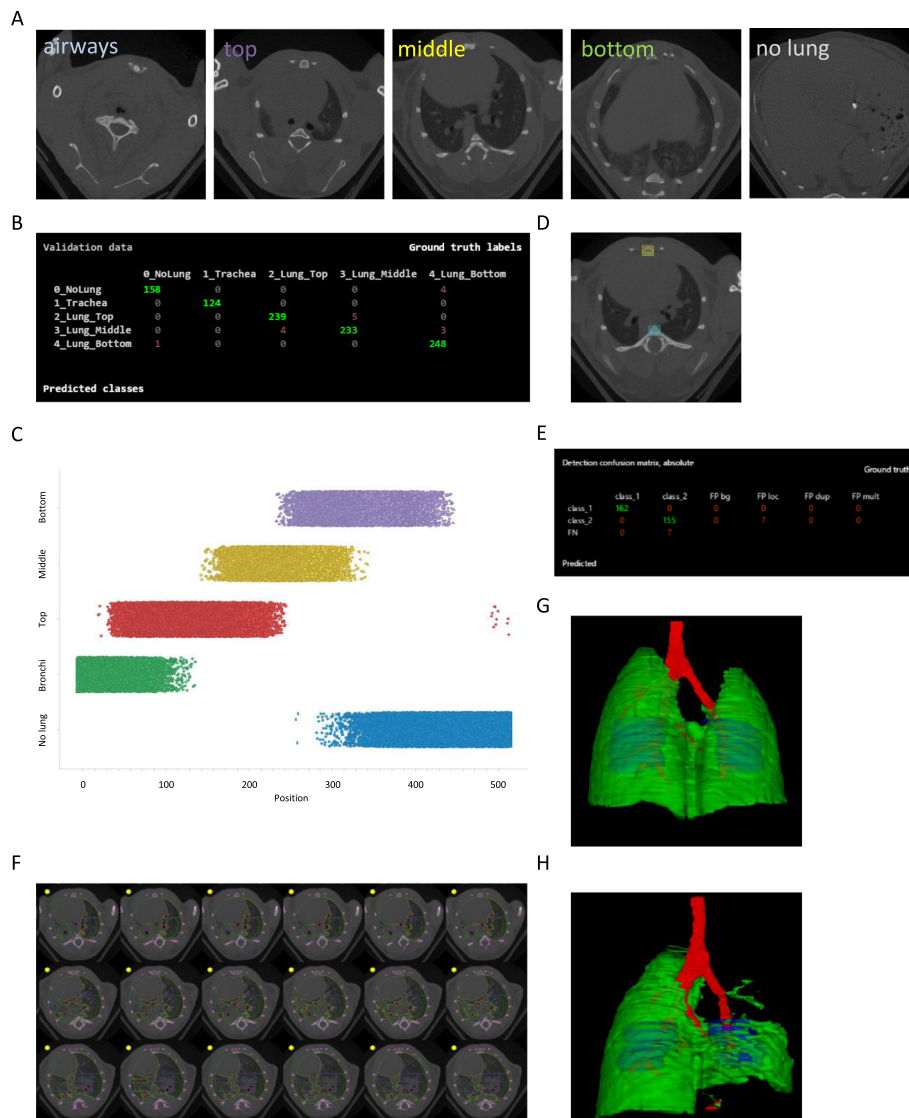 A
airways top middle bottom no lung
B
Validation data Ground truth labels
0_NoLung 1_Trachea 2_Lung_Top 3_Lung_Middle 4_Lung_Bottom
0_NoLung 158 0 0 0 4
1_Trachea 0 124 0 0 0
2_Lung_Top 0 0 239 5 0
3_Lung_Middle 0 0 4 233 3
4_Lung_Bottom 1 0 0 0 248
Predicted classes
D
C
Bottom
Middle
Top
Bronchi
No lung
0 100 200 300 400 500
Position
E
Detection confusion matrix, absolute
Ground truth
class_1 class_2 FP bg FP loc FP dup FP mult
class_1 162 0 0 0 0 0
class_2 0 155 0 7 0 0
FN 0 7
Predicted
G
F
H